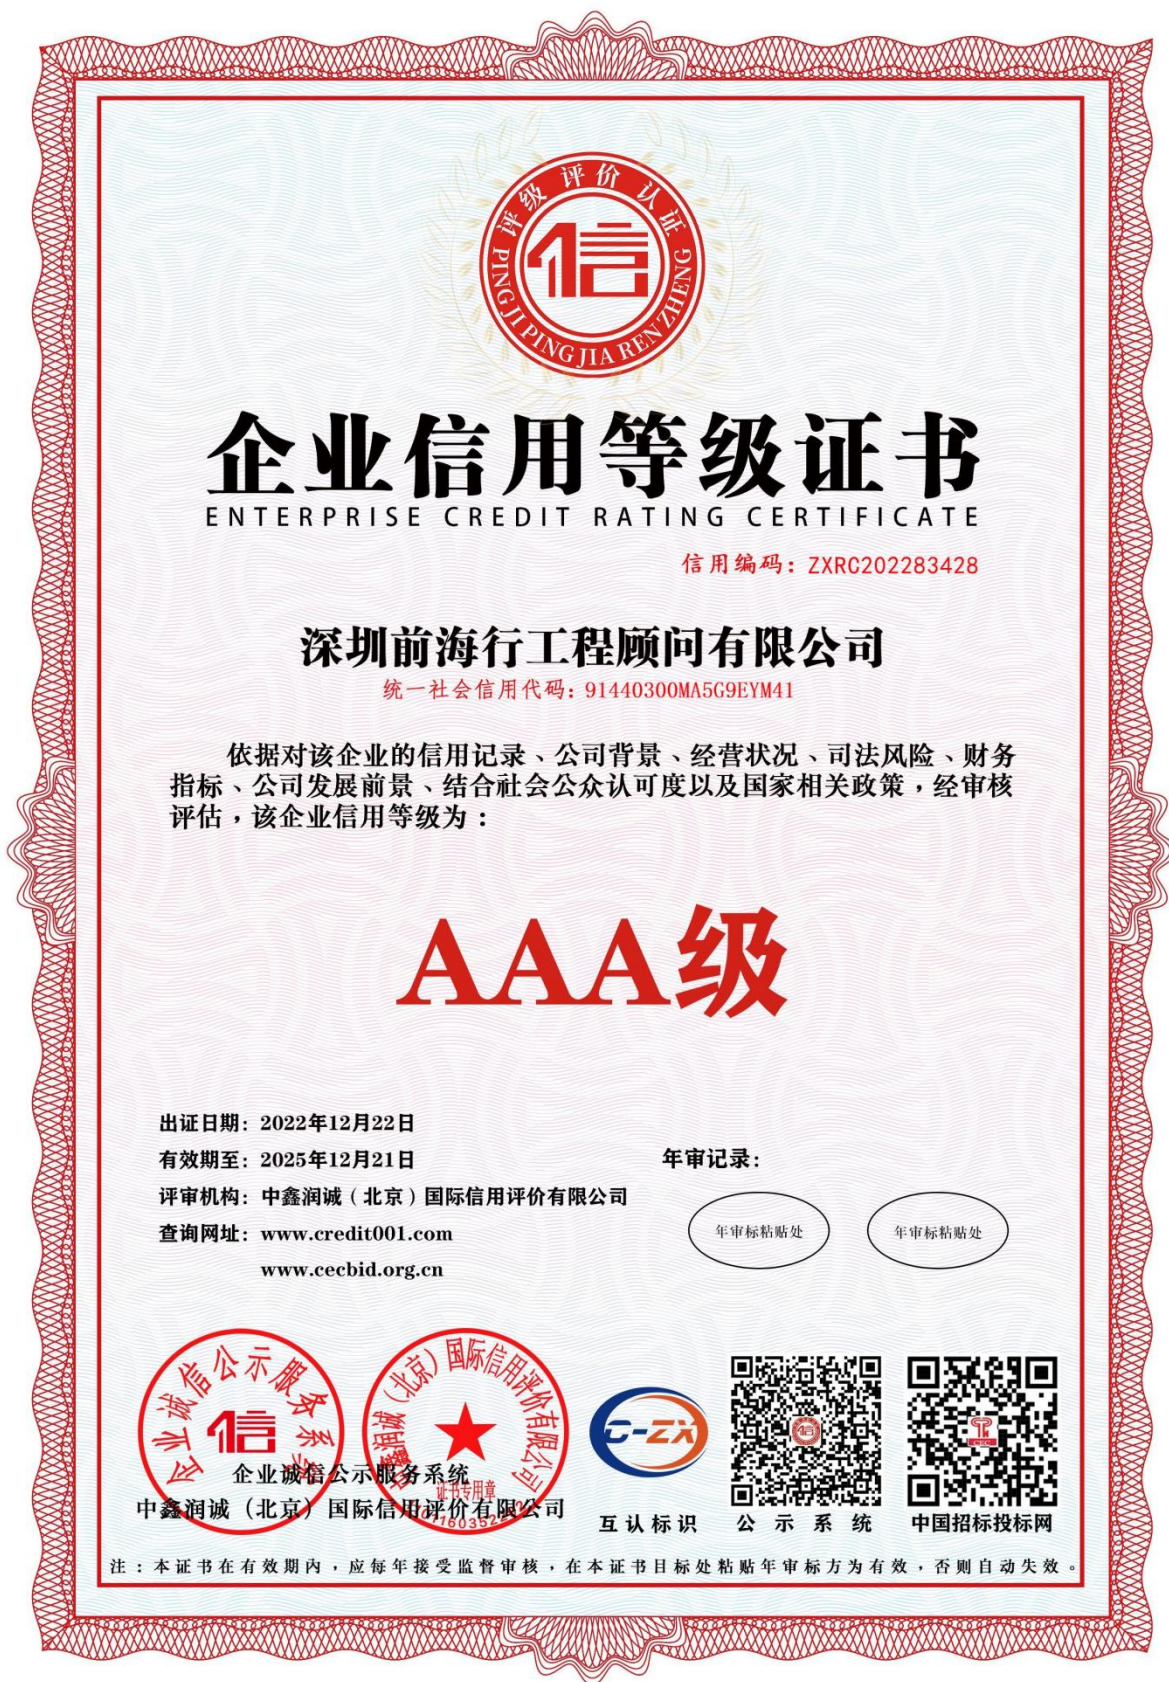 评级评价认证
信
PING JI PING JIA REN ZHENG
企业信用等级证书
ENTERPRISE CREDIT RATING CERTIFICATE
信用编码：ZXRC202283428
深圳前海行工程顾问有限公司
统一社会信用代码：91440300MA5G9EYM41
依据对该企业的信用记录、公司背景、经营状况、司法风险、财务
指标、公司发展前景、结合社会公众认可度以及国家相关政策，经审核
评估，该企业信用等级为：
AAA级
出证日期：2022年12月22日
有效期至：2025年12月21日
评审机构：中鑫润诚（北京）国际信用评价有限公司
查询网址：www.credit001.com
www.cecbid.org.cn
年审记录：
年审标粘贴处
年审标粘贴处
企业诚信公示服务系统
信
中鑫润诚（北京）国际信用评价有限公司
证书专用章
企业诚信公示服务系统
中鑫润诚（北京）国际信用评价有限公司
C-ZX
互认标识
公示系统
CEC
中国招标投标网
注：本证书在有效期内，应每年接受监督审核，在本证书目标处粘贴年审标方为有效，否则自动失效。